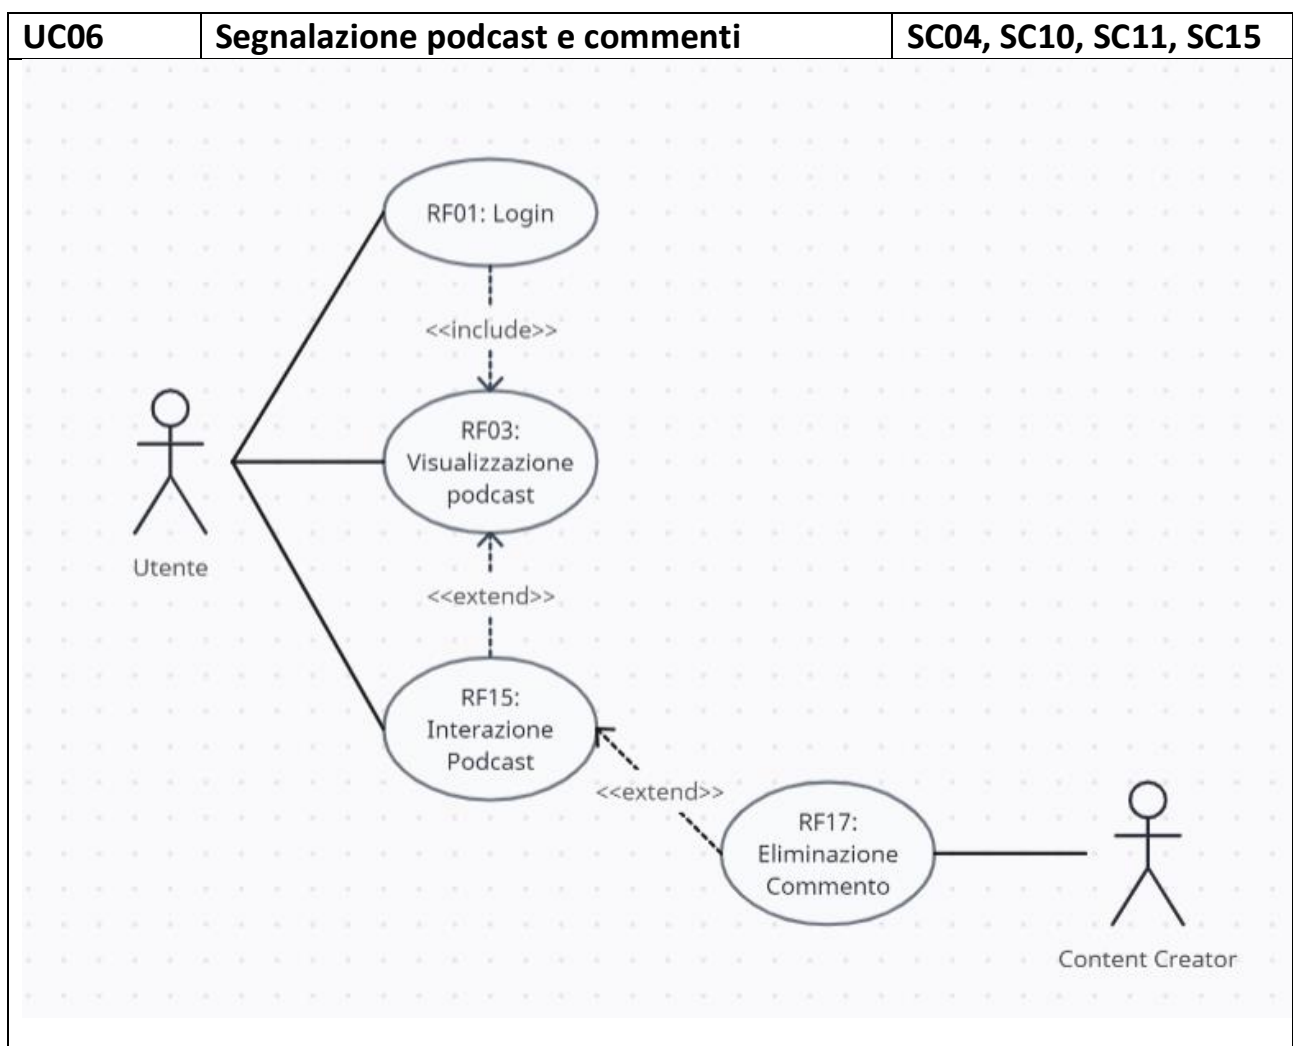 UC06 Segnalazione podcast e commenti SC04, SC10, SC11, SC15
RF01: Login
<<include>>
RF03:
Visualizzazione
podcast
Utente
<<extend>>
RF15:
Interazione
Podcast
<<extend>>
RF17:
Eliminazione
Commento
Content Creator